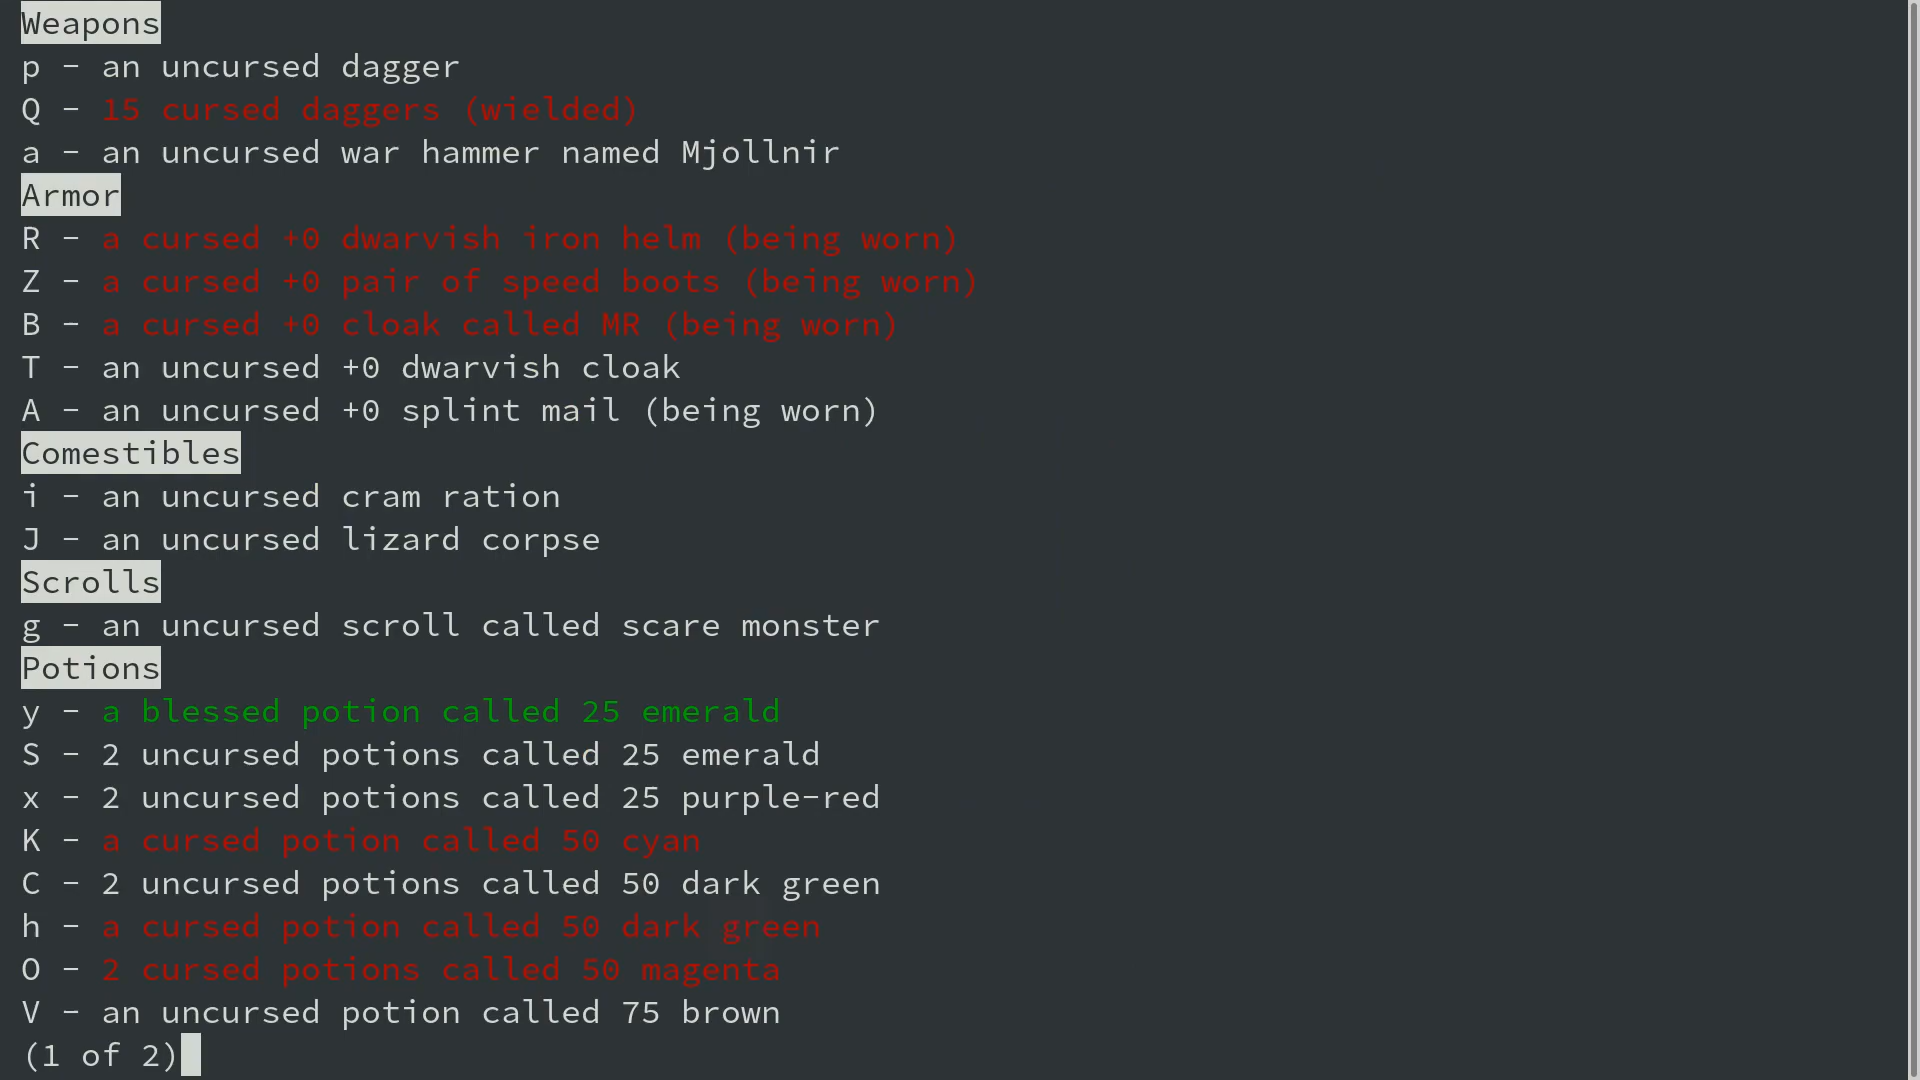 Weapons
p - an uncursed dagger
Q - 15 cursed daggers (wielded)
a - an uncursed war hammer named Mjollnir
Armor
R - a cursed +0 dwarvish iron helm (being worn)
Z - a cursed +0 pair of speed boots (being worn)
B - a cursed +0 cloak called MR (being worn)
T - an uncursed +0 dwarvish cloak
A - an uncursed +0 splint mail (being worn)
Comestibles
i - an uncursed cram ration
J - an uncursed lizard corpse
Scrolls
g - an uncursed scroll called scare monster
Potions
y - a blessed potion called 25 emerald
S - 2 uncursed potions called 25 emerald
x - 2 uncursed potions called 25 purple-red
K - a cursed potion called 50 cyan
C - 2 uncursed potions called 50 dark green
h - a cursed potion called 50 dark green
O - 2 cursed potions called 50 magenta
V - an uncursed potion called 75 brown
(1 of 2)